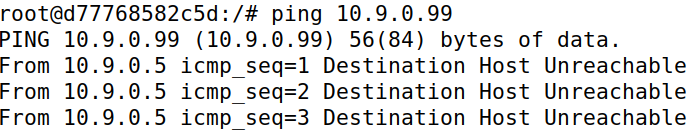 root@d77768582c5d:/# ping 10.9.0.99
PING 10.9.0.99 (10.9.0.99) 56(84) bytes of data.
From 10.9.0.5 icmp_seq=1 Destination Host Unreachable
From 10.9.0.5 icmp_seq=2 Destination Host Unreachable
From 10.9.0.5 icmp_seq=3 Destination Host Unreachable